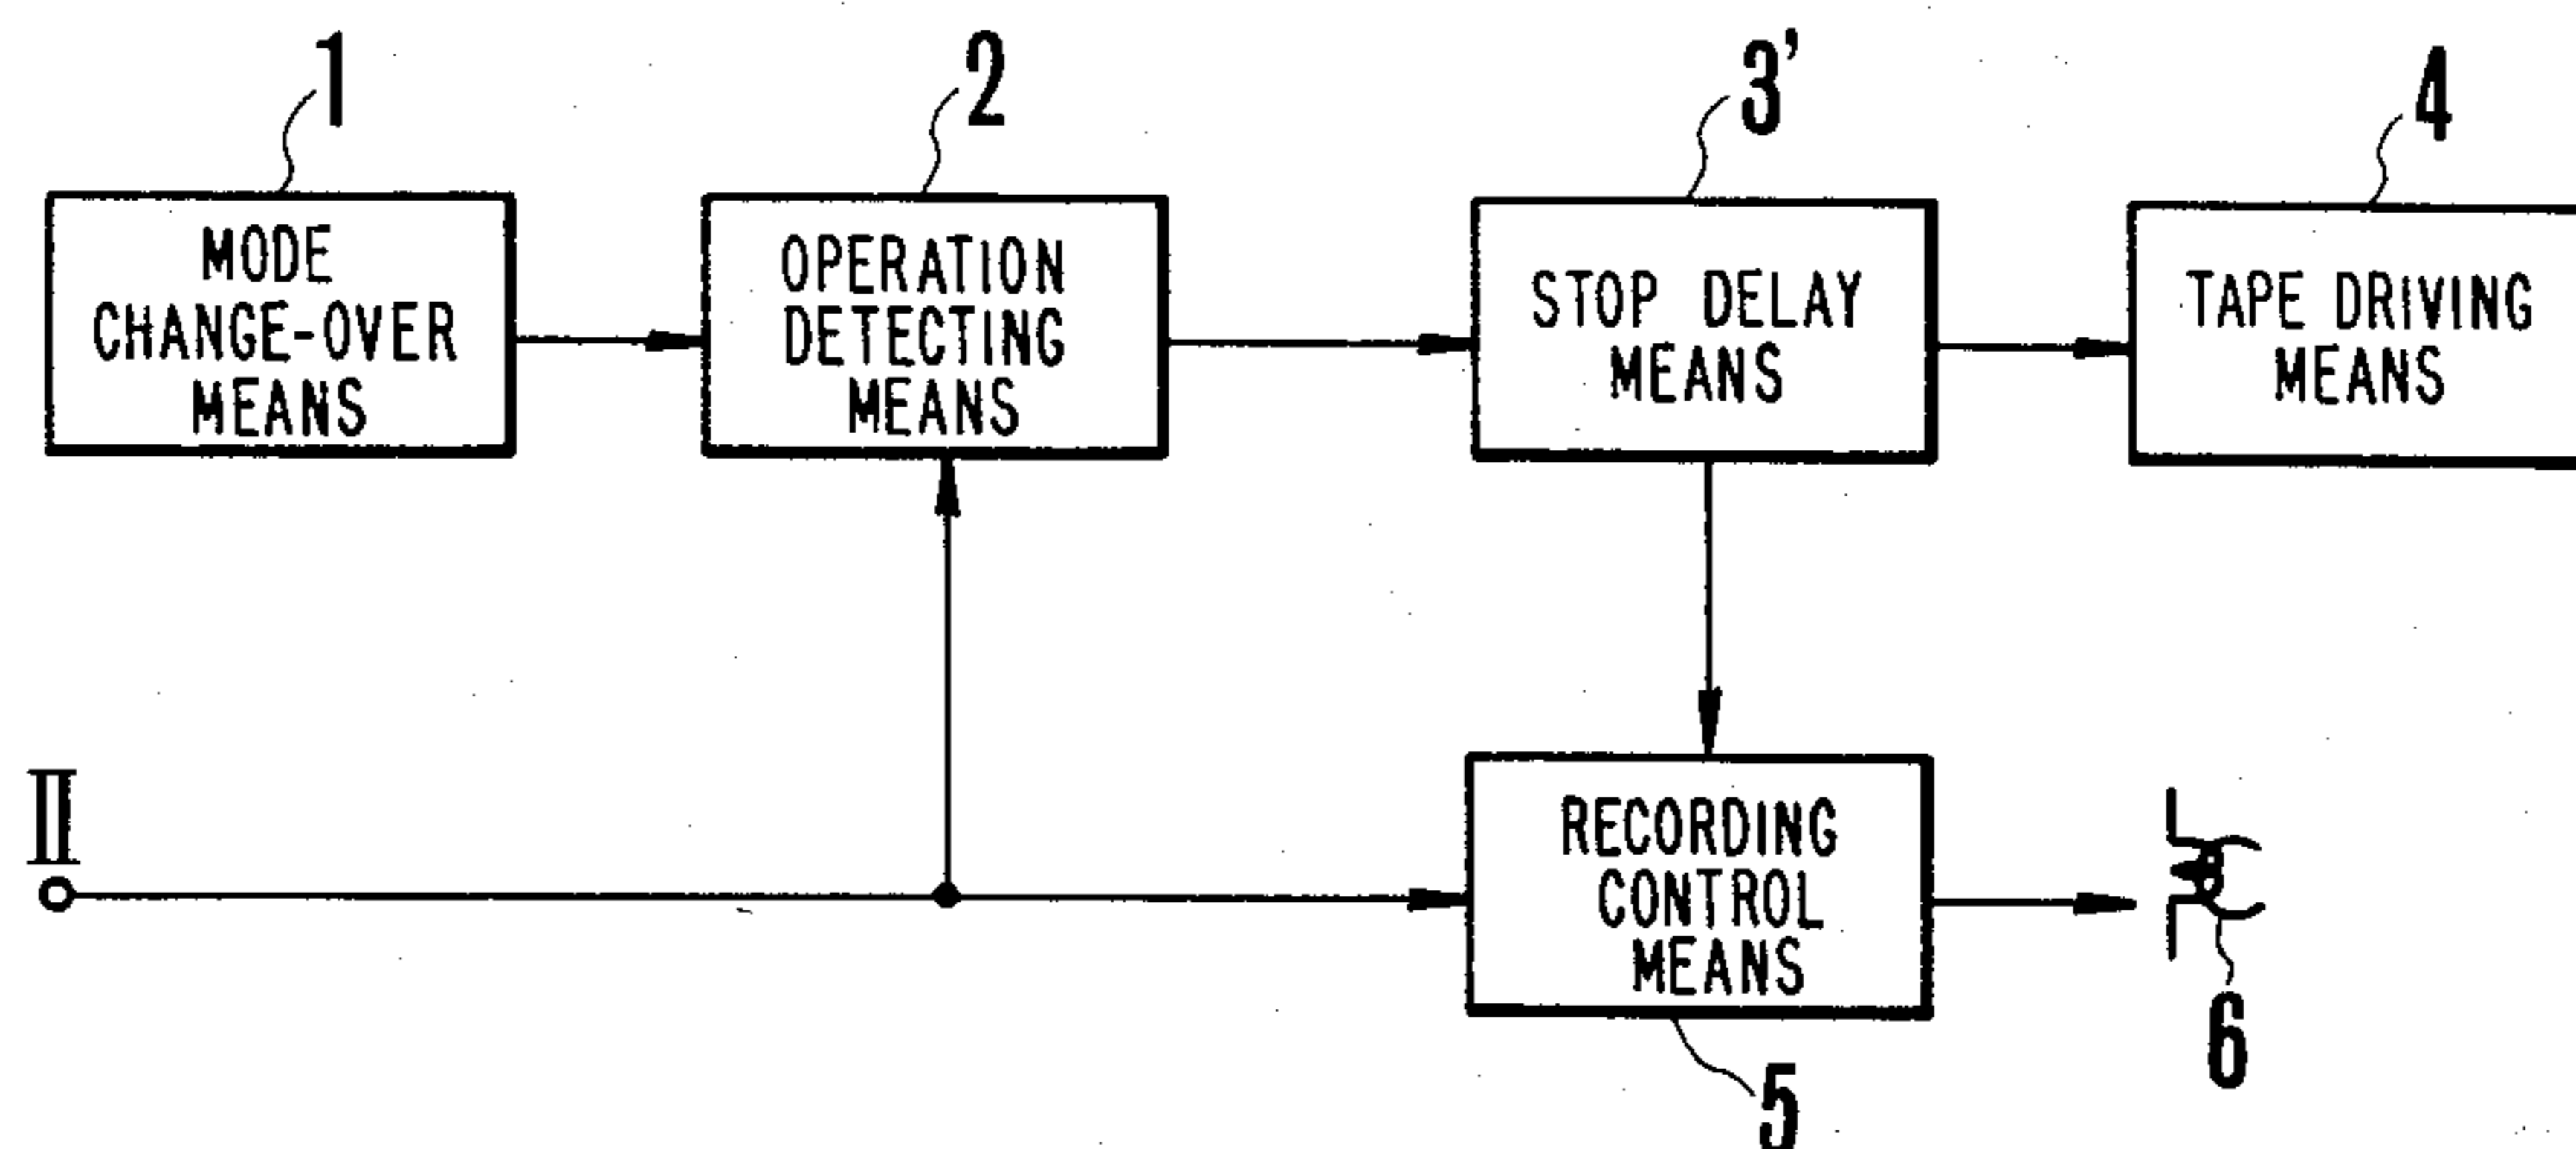 1
2
3'
4
MODE
CHANGE-OVER
MEANS
OPERATION
DETECTING
MEANS
STOP DELAY
MEANS
TAPE DRIVING
MEANS
II
RECORDING
CONTROL
MEANS
6
5